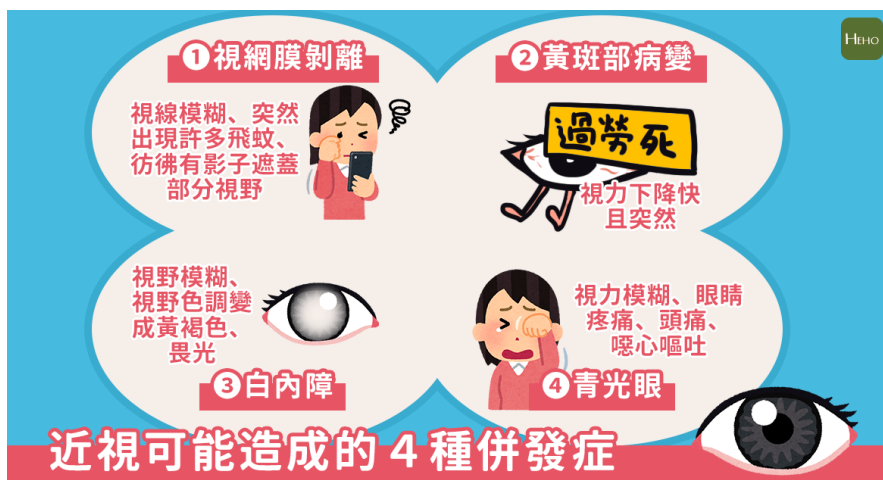 HEHO
❶視網膜剝離
視線模糊、突然
出現許多飛蚊、
彷彿有影子遮蓋
部分視野
❷黃斑部病變
過勞死
視力下降快
且突然
視野模糊、
視野色調變
成黃褐色、
畏光
❸白內障
視力模糊、眼睛
疼痛、頭痛、
噁心嘔吐
❹青光眼
近視可能造成的4種併發症